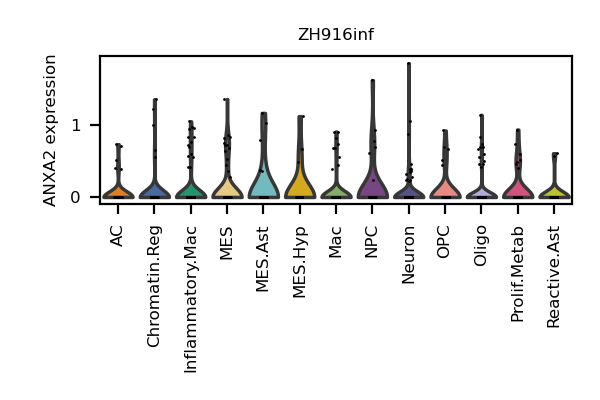 ZH916inf
ANXA2 expression
1
0
AC
Chromatin.Reg
Inflammatory.Mac
MES
MES.Ast
MES.Hyp
Mac
NPC
Neuron
OPC
Oligo
Prolif.Metab
Reactive.Ast